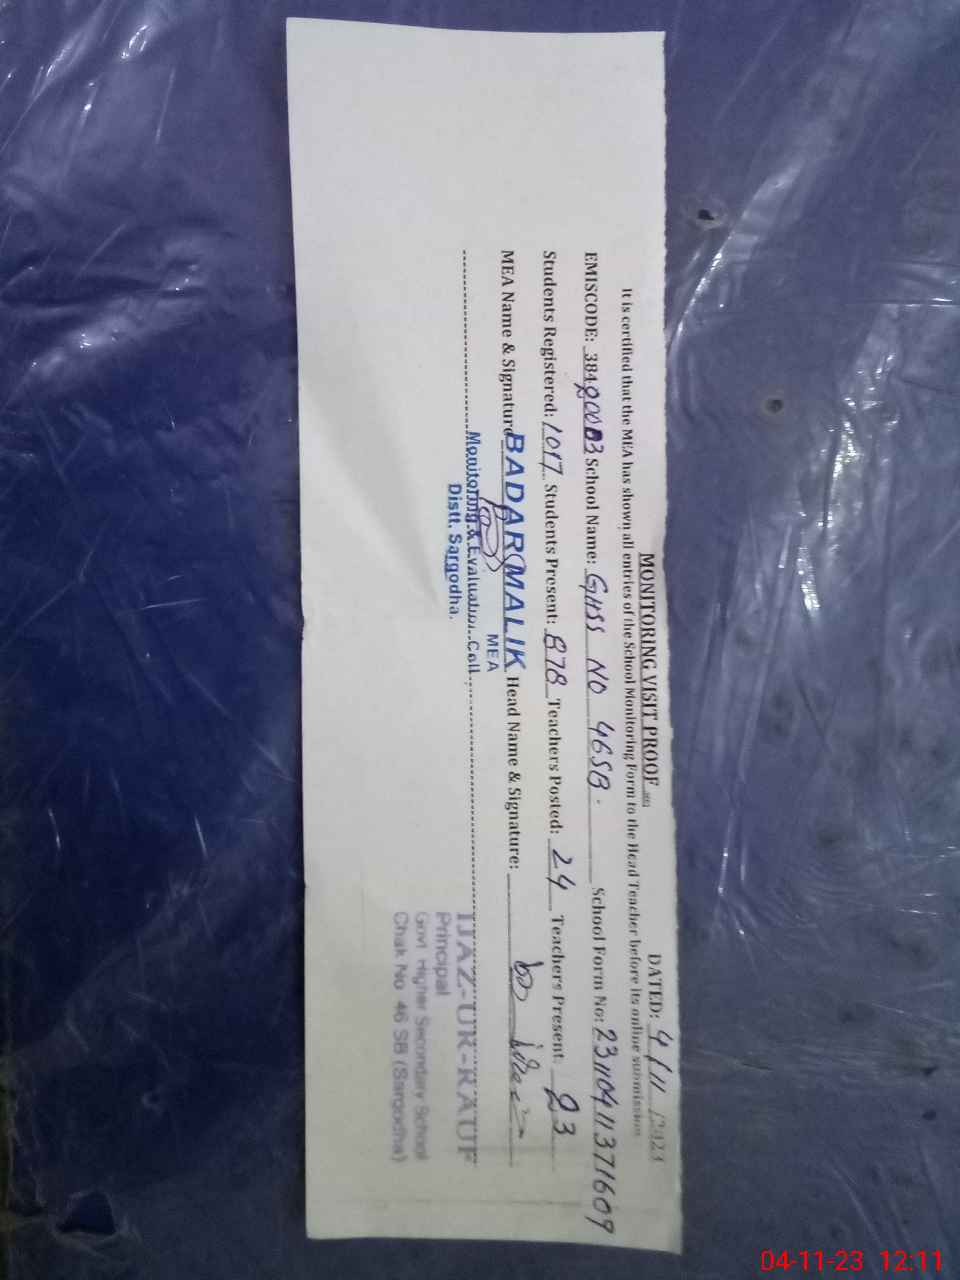 MONITORING VISIT PROOF
DATED: 4/11/2023
It is certified that the MEA has shown all entries of the School Monitoring Form to the Head Teacher before its online submission
EMISCODE: 38420003 School Name: GHSS NO 46SB. School Form No: 23110411371609
Students Registered: 1017 Students Present: 878 Teachers Posted: 24 Teachers Present: 23
MEA Name & Signature BADAR MALIK Head Name & Signature:
MEA
Monitoring & Evaluation Cell
Distt. Sargodha.
IJAZ-UR-RAUF
Principal
Govt Higher Secondary School
Chak No 46 SB (Sargodha)
04-11-23 12:11